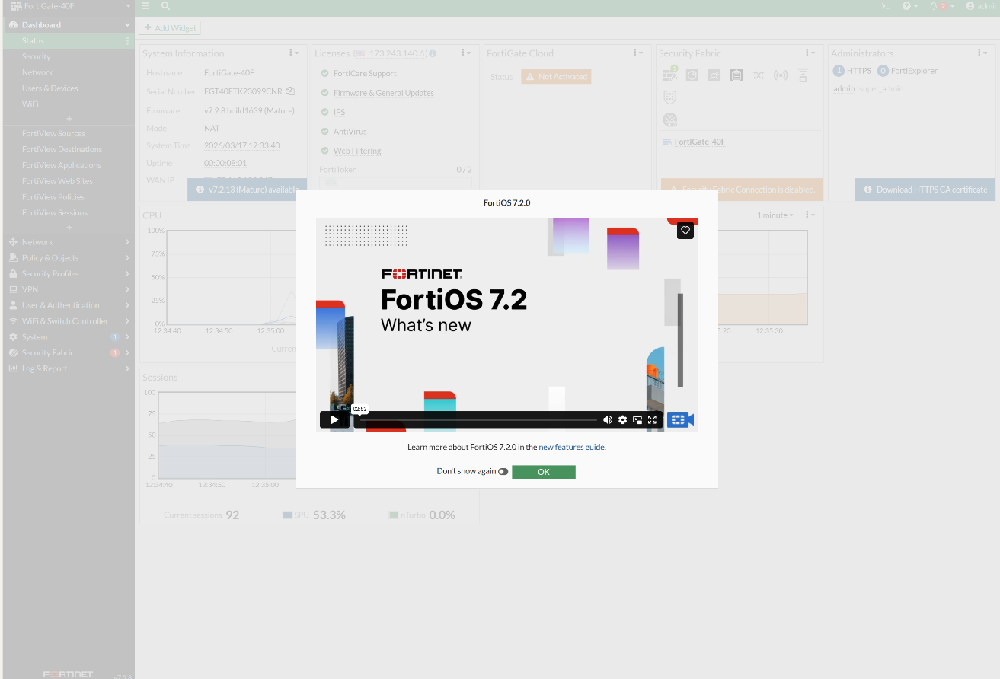 FortiGate-40F
2
admin
Dashboard
Status
Security
Network
Users & Devices
WiFi
+
FortiView Sources
FortiView Destinations
FortiView Applications
FortiView Web Sites
FortiView Policies
FortiView Sessions
+
Network
Policy & Objects
Security Profiles
VPN
User & Authentication
WiFi & Switch Controller
System 1
Security Fabric 1
Log & Report
FORTINET
v7.2.8
+ Add Widget
System Information
Hostname FortiGate-40F
Serial Number FGT40FTK23099CNR
Firmware v7.2.8 build1639 (Mature)
Mode NAT
System Time 2026/03/17 12:33:40
Uptime 00:00:08:01
WAN IP
v7.2.13 (Mature) available
Licenses (173.243.140.6)
FortiCare Support
Firmware & General Updates
IPS
AntiVirus
Web Filtering
FortiToken 0 / 2
FortiGate Cloud
Status Not Activated
Security Fabric
1
FortiGate-40F
Security Fabric Connection is disabled.
Administrators
1 HTTPS 0 FortiExplorer
admin super_admin
Download HTTPS CA certificate
CPU
100%
75%
50%
25%
0%
12:34:40 12:34:50 12:35:00
Curren
1 minute
5:20 12:35:30
Sessions
100
75
50
25
0
12:34:40 12:34:50 12:35:00
Current sessions 92 SPU 53.3% nTurbo 0.0%
FortiOS 7.2.0
FORTINET
FortiOS 7.2
What's new
02:53
Learn more about FortiOS 7.2.0 in the new features guide.
Don't show again OK